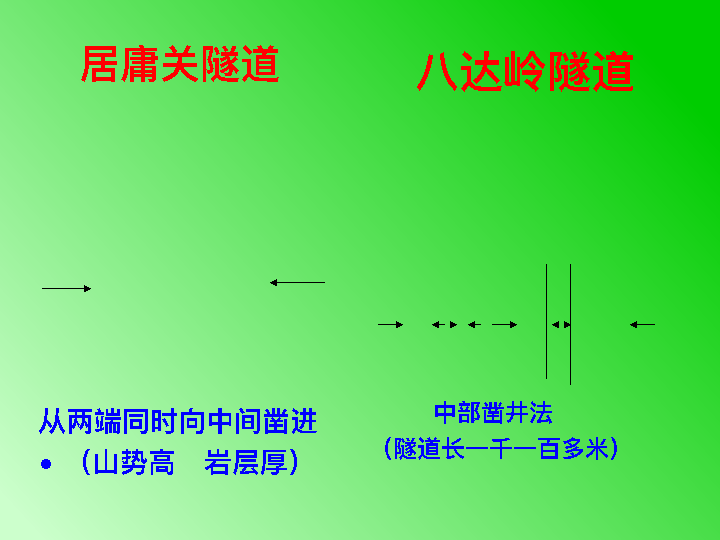 居庸关隧道
八达岭隧道
从两端同时向中间凿进
• （山势高　岩层厚）
中部凿井法
（隧道长一千一百多米）